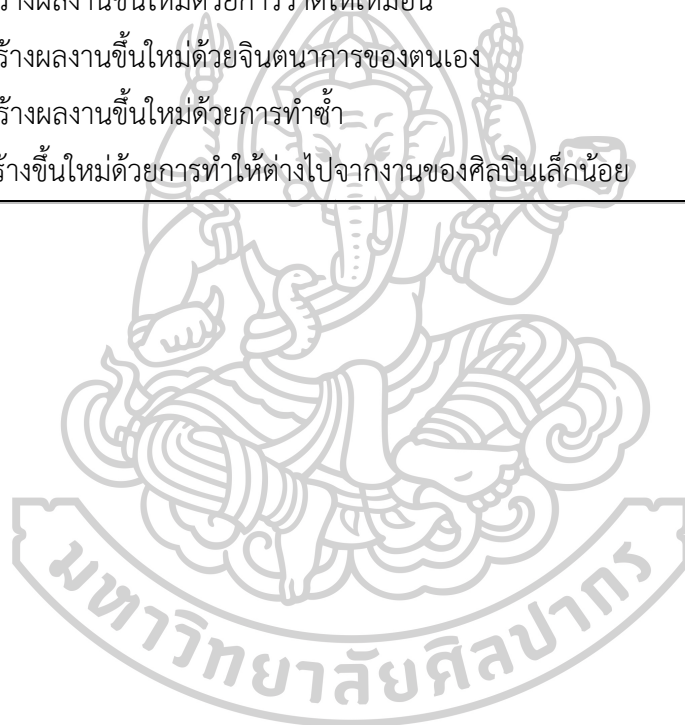 ร้างผลงานขึ้นใหม่ด้วยการวาดให้เหมือน
ร้างผลงานขึ้นใหม่ด้วยจินตนาการของตนเอง
ร้างผลงานขึ้นใหม่ด้วยการทำซ้ำ
ร้างขึ้นใหม่ด้วยการทำให้ต่างไปจากงานของศิลปินเล็กน้อย
มหาวิทยาลัยศิลปากร